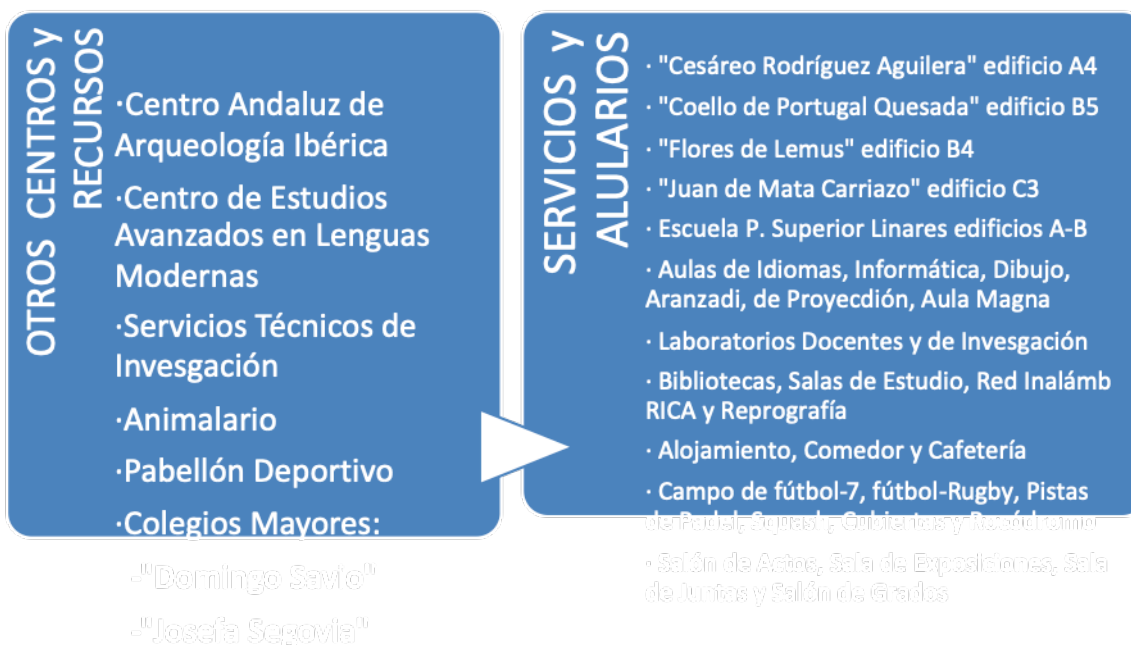 OTROS CENTROS y
RECURSOS
·Centro Andaluz de
Arqueología Ibérica
·Centro de Estudios
Avanzados en Lenguas
Modernas
·Servicios Técnicos de
Invesgación
·Animalario
·Pabellón Deportivo
·Colegios Mayores:
-"Domingo Savio"
-"Josefa Segovia"
SERVICIOS y
ALULARIOS
· "Cesáreo Rodríguez Aguilera" edificio A4
· "Coello de Portugal Quesada" edificio B5
· "Flores de Lemus" edificio B4
· "Juan de Mata Carriazo" edificio C3
· Escuela P. Superior Linares edificios A-B
· Aulas de Idiomas, Informática, Dibujo,
Aranzadi, de Proyecdión, Aula Magna
· Laboratorios Docentes y de Invesgación
· Bibliotecas, Salas de Estudio, Red Inalámb
RICA y Reprografía
· Alojamiento, Comedor y Cafetería
· Campo de fútbol-7, fútbol-Rugby, Pistas
de Padel, Squash, Cubiertas y Rocódromo
· Salón de Actos, Sala de Exposiciones, Sala
de Juntas y Salón de Grados